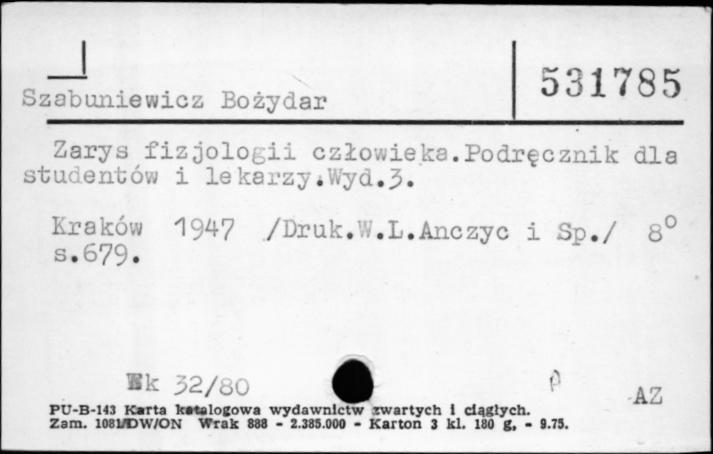 531785
Szabuniewicz Bożydar
Zarys fizjologii człowieka.Podręcznik dla
studentów i lekarzy.Wyd.3.
Kraków 1947 /Druk.W.L.Anczyc i Sp./ 8°
s.679.
Wk 32/80
AZ
PU-B-143 Karta katalogowa wydawnictw zwartych i ciągłych.
Zam. 1081/DW/ON Wrak 888 - 2.385.000 - Karton 3 kl. 180 g. - 9.75.